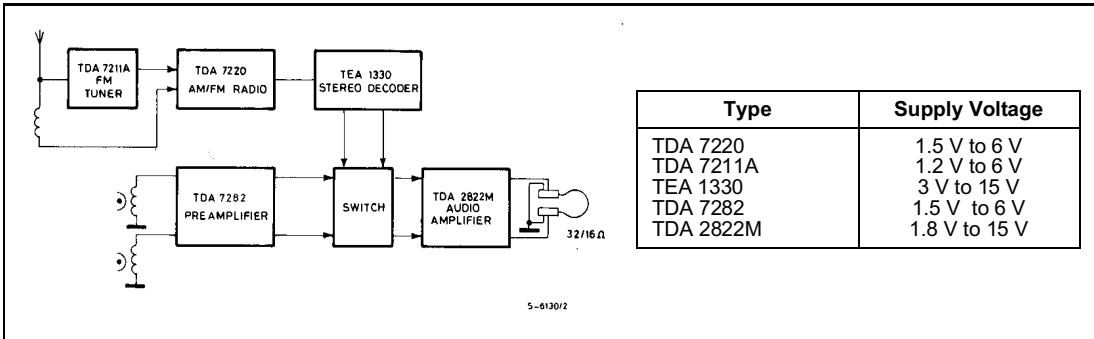 TDA 7211A
FM
TUNER
TDA 7220
AM/FM RADIO
TEA 1330
STEREO DECODER
TDA 7282
PREAMPLIFIER
SWITCH
TDA 2822M
AUDIO
AMPLIFIER
32/16Ω
S-6130/2
Type Supply Voltage
TDA 7220 1.5 V to 6 V
TDA 7211A 1.2 V to 6 V
TEA 1330 3 V to 15 V
TDA 7282 1.5 V to 6 V
TDA 2822M 1.8 V to 15 V